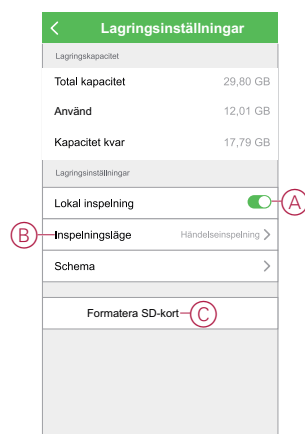 Lagringsinställningar
Lagringskapacitet
Total kapacitet 29,80 GB
Använd 12,01 GB
Kapacitet kvar 17,79 GB
Lagringsinställningar
Lokal inspelning A
B Inspelningsläge Händelseinspelning
Schema
Formatera SD-kort C